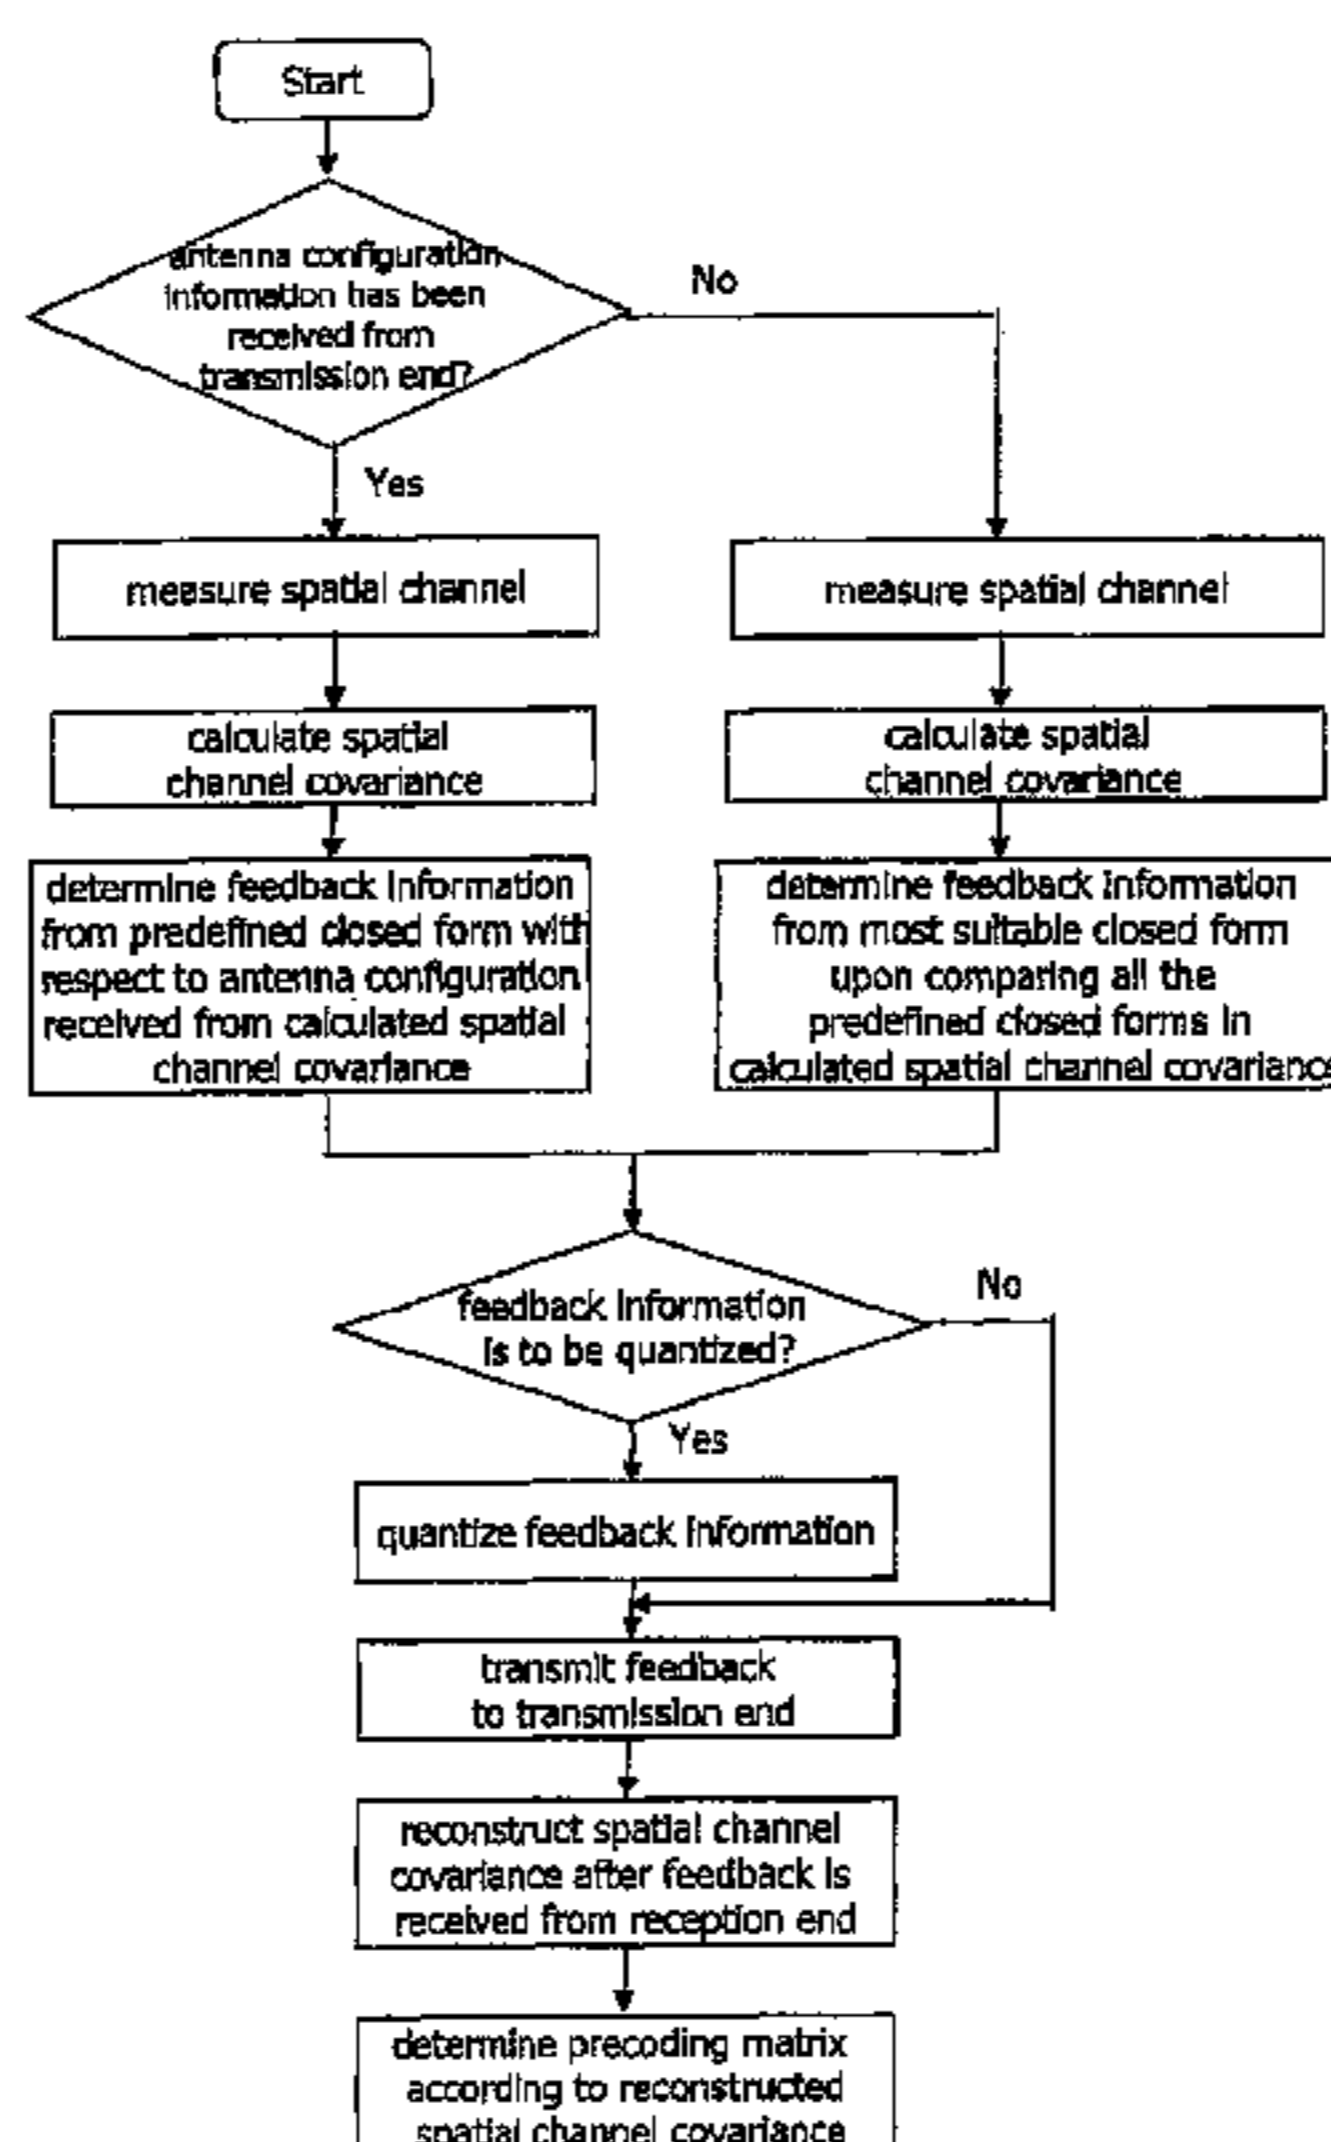 Start
antenna configuration
information has been
received from
transmission end?
No
Yes
measure spatial channel
calculate spatial
channel covariance
determine feedback information
from predefined closed form with
respect to antenna configuration
received from calculated spatial
channel covariance
measure spatial channel
calculate spatial
channel covariance
determine feedback information
from most suitable closed form
upon comparing all the
predefined closed forms in
calculated spatial channel covariance
feedback information
is to be quantized?
No
Yes
quantize feedback information
transmit feedback
to transmission end
reconstruct spatial channel
covariance after feedback is
received from reception end
determine precoding matrix
according to reconstructed
spatial channel covariance